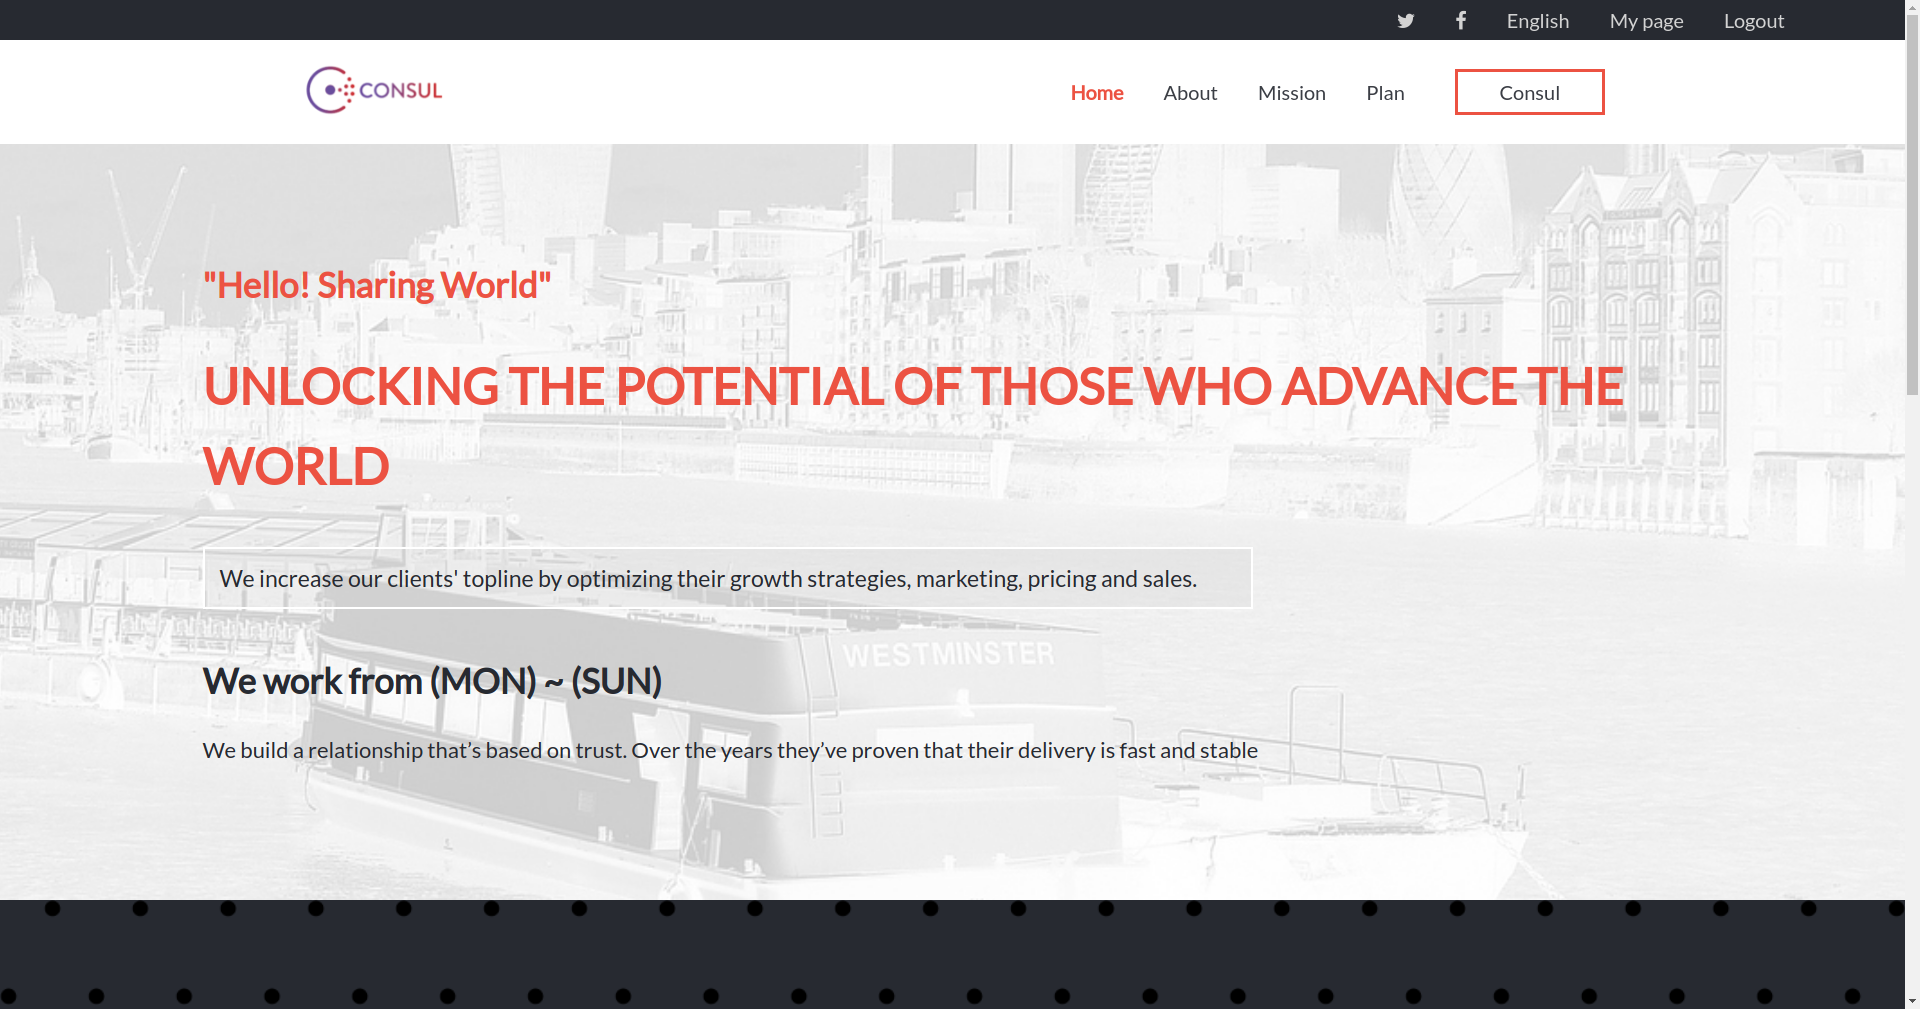 English
My page
Logout
CONSUL
Home
About
Mission
Plan
Consul
"Hello! Sharing World"
UNLOCKING THE POTENTIAL OF THOSE WHO ADVANCE THE
WORLD
We increase our clients' topline by optimizing their growth strategies, marketing, pricing and sales.
WESTMINSTER
We work from (MON) ~ (SUN)
We build a relationship that’s based on trust. Over the years they’ve proven that their delivery is fast and stable